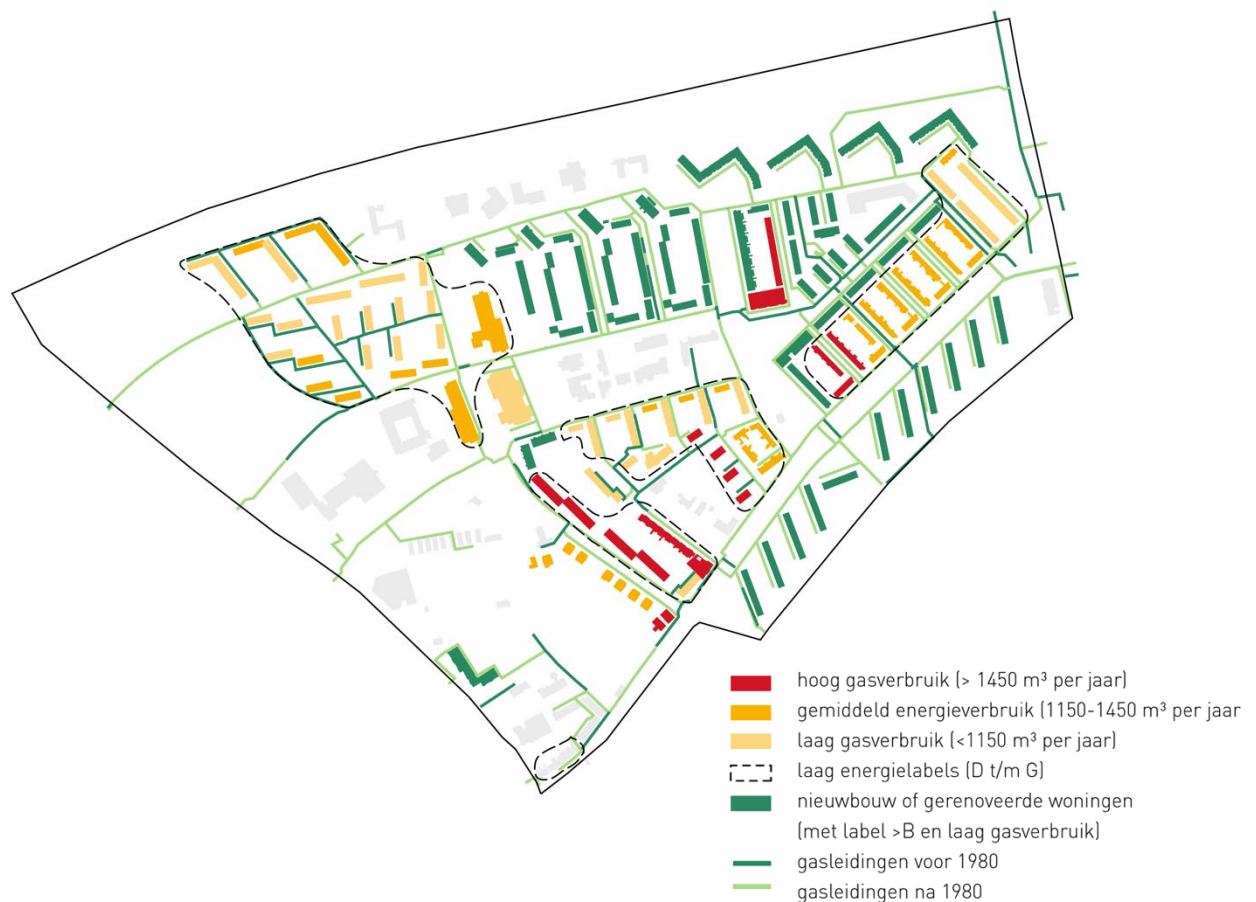 hoog gasverbruik (> 1450 m³ per jaar)
gemiddeld energieverbruik (1150-1450 m³ per jaar
laag gasverbruik (<1150 m³ per jaar)
laag energielabels (D t/m G)
nieuwbouw of gerenoveerde woningen
(met label >B en laag gasverbruik)
gasleidingen voor 1980
gasleidingen na 1980